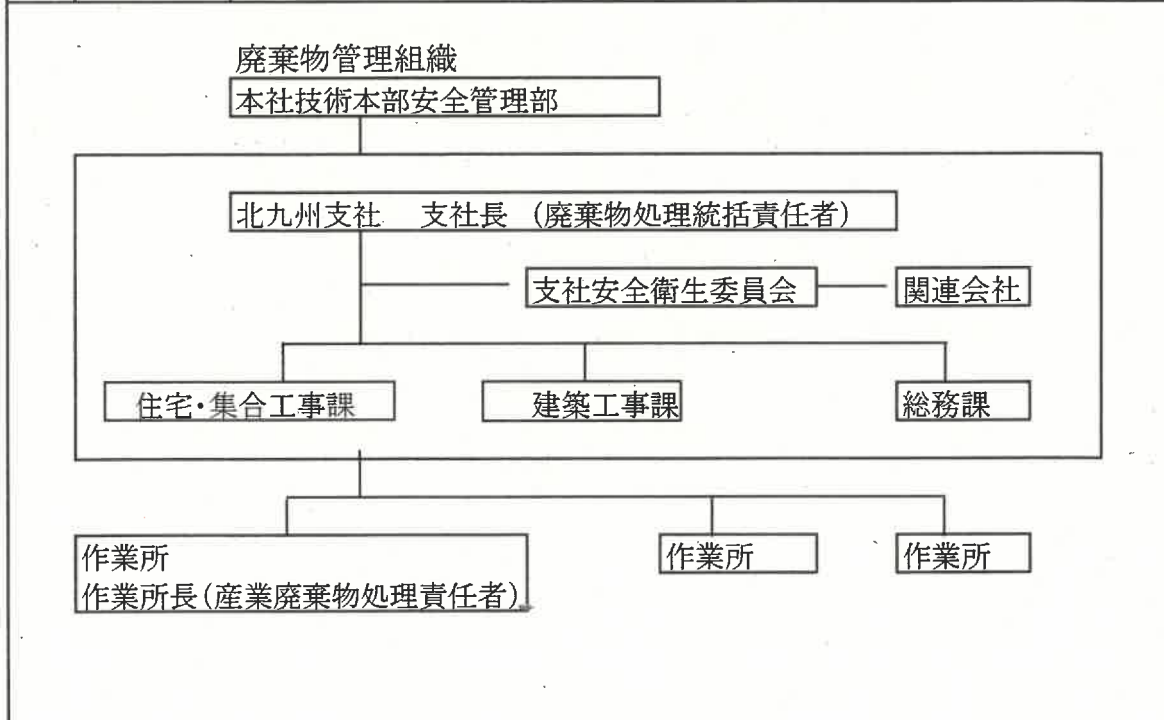 廃棄物管理組織
本社技術本部安全管理部
北九州支社　支社長（廃棄物処理統括責任者）
支社安全衛生委員会
関連会社
住宅・集合工事課
建築工事課
総務課
作業所
作業所長（産業廃棄物処理責任者）
作業所
作業所